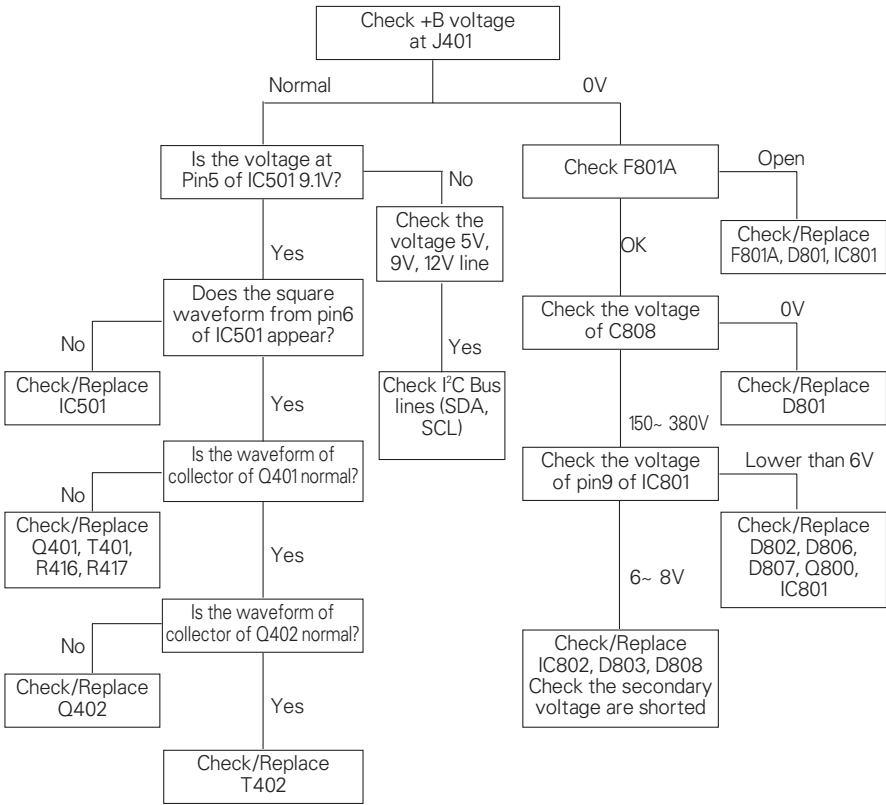 Check +B voltage
at J401
Normal
0V
Is the voltage at
Pin5 of IC501 9.1V?
No
Check the
voltage 5V,
9V, 12V line
Yes
Check I²C Bus
lines (SDA,
SCL)
Yes
Does the square
waveform from pin6
of IC501 appear?
No
Check/Replace
IC501
Yes
Is the waveform of
collector of Q401 normal?
No
Check/Replace
Q401, T401,
R416, R417
Yes
Is the waveform of
collector of Q402 normal?
No
Check/Replace
Q402
Yes
Check/Replace
T402
Check F801A
Open
Check/Replace
F801A, D801, IC801
OK
Check the voltage
of C808
0V
Check/Replace
D801
150~ 380V
Check the voltage
of pin9 of IC801
Lower than 6V
Check/Replace
D802, D806,
D807, Q800,
IC801
6~ 8V
Check/Replace
IC802, D803, D808
Check the secondary
voltage are shorted